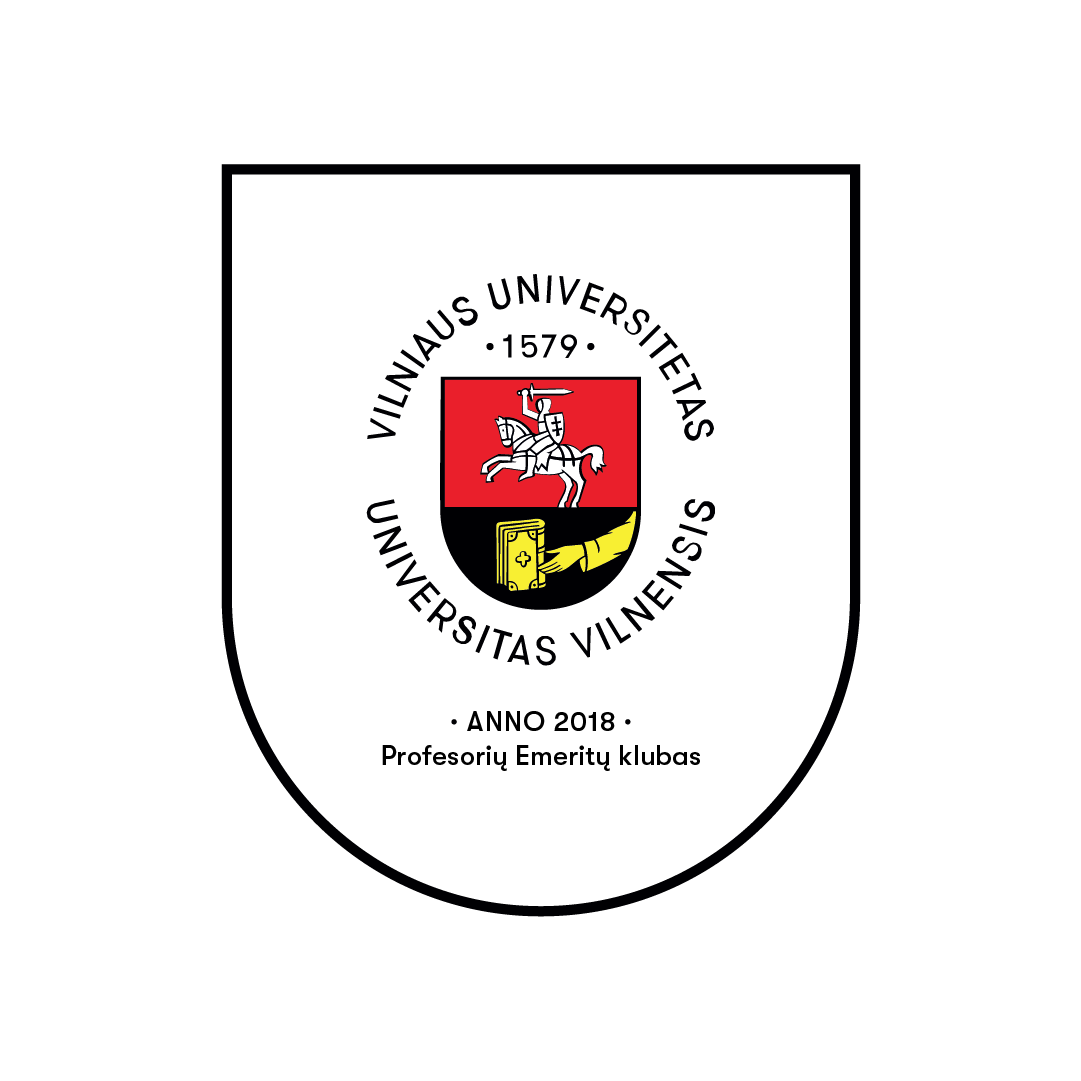 VILNIAUS UNIVERSITETAS
• 1579 •
UNIVERSITAS VILNENSIS
• ANNO 2018 •
Profesorių Emeritų klubas